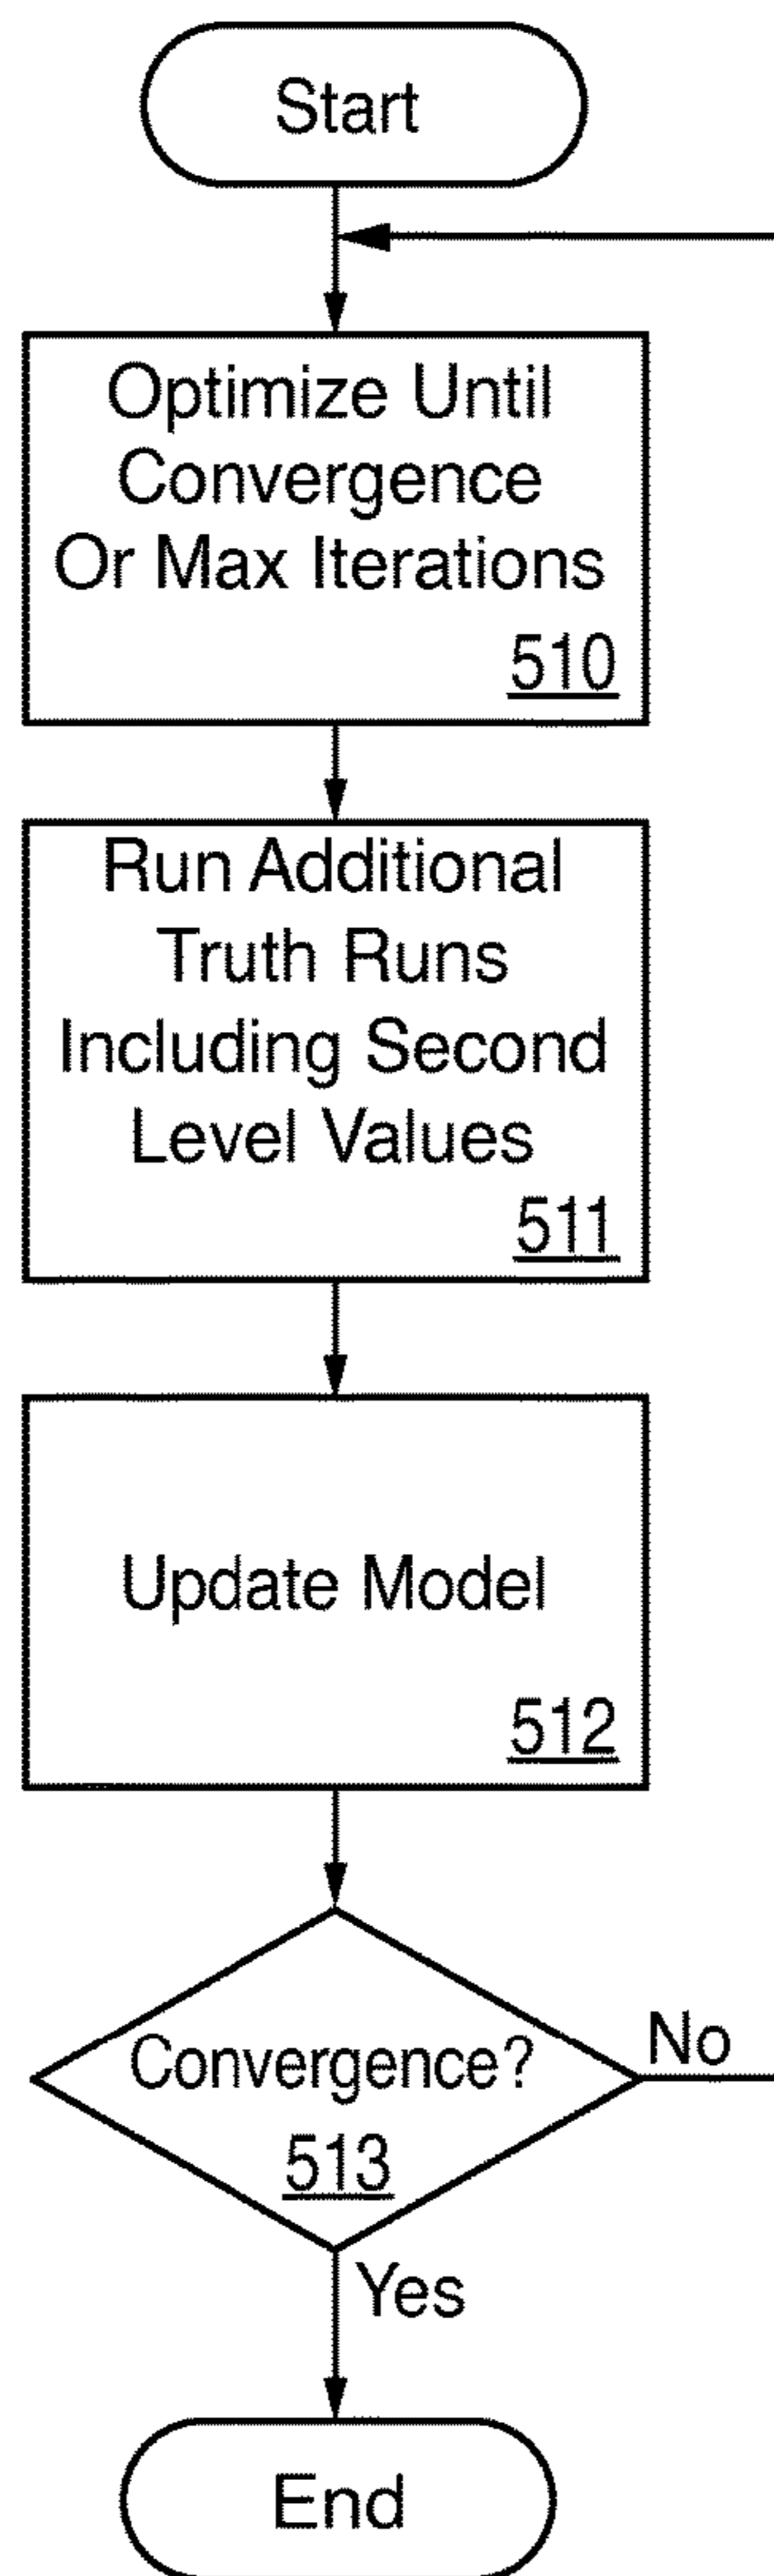 Start
Optimize Until
Convergence
Or Max Iterations
510
Run Additional
Truth Runs
Including Second
Level Values
511
Update Model
512
Convergence?
No
513
Yes
End